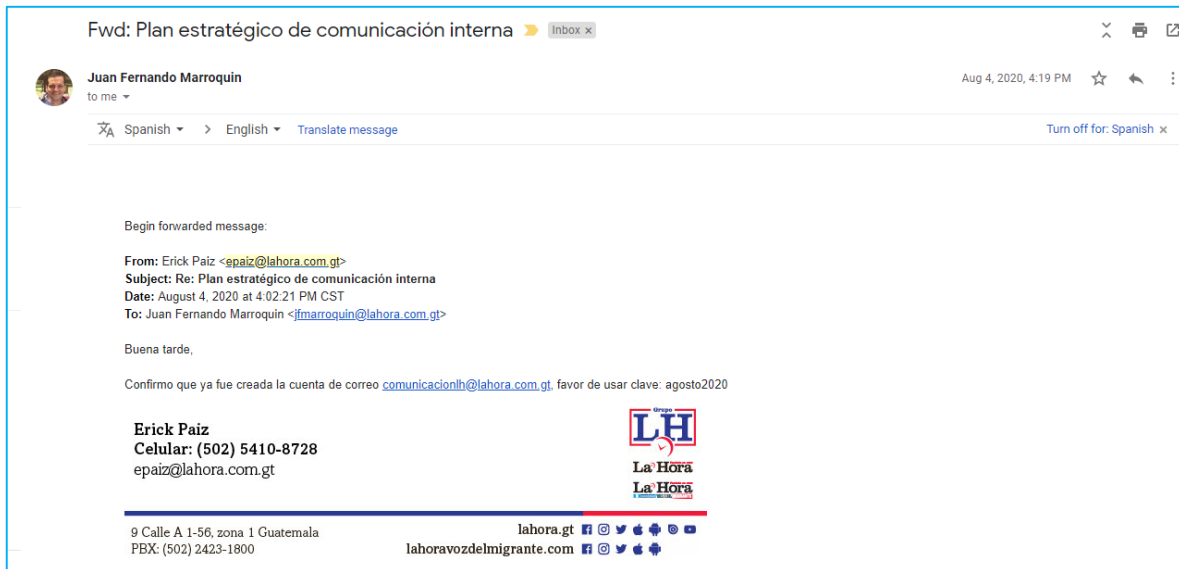 Fwd: Plan estratégico de comunicación interna Inbox x
Juan Fernando Marroquin Aug 4, 2020, 4:19 PM
to me
Spanish > English Translate message Turn off for: Spanish x
Begin forwarded message:
From: Erick Paiz <epaiz@lahora.com.gt>
Subject: Re: Plan estratégico de comunicación interna
Date: August 4, 2020 at 4:02:21 PM CST
To: Juan Fernando Marroquin <jfmarroquin@lahora.com.gt>
Buena tarde,
Confirmo que ya fue creada la cuenta de correo comunicacionlh@lahora.com.gt, favor de usar clave: agosto2020
Erick Paiz
Celular: (502) 5410-8728
epaiz@lahora.com.gt
Grupo
LH
La Hora
La Hora
9 Calle A 1-56, zona 1 Guatemala
PBX: (502) 2423-1800
lahora.gt
lahoravozdelmigrante.com